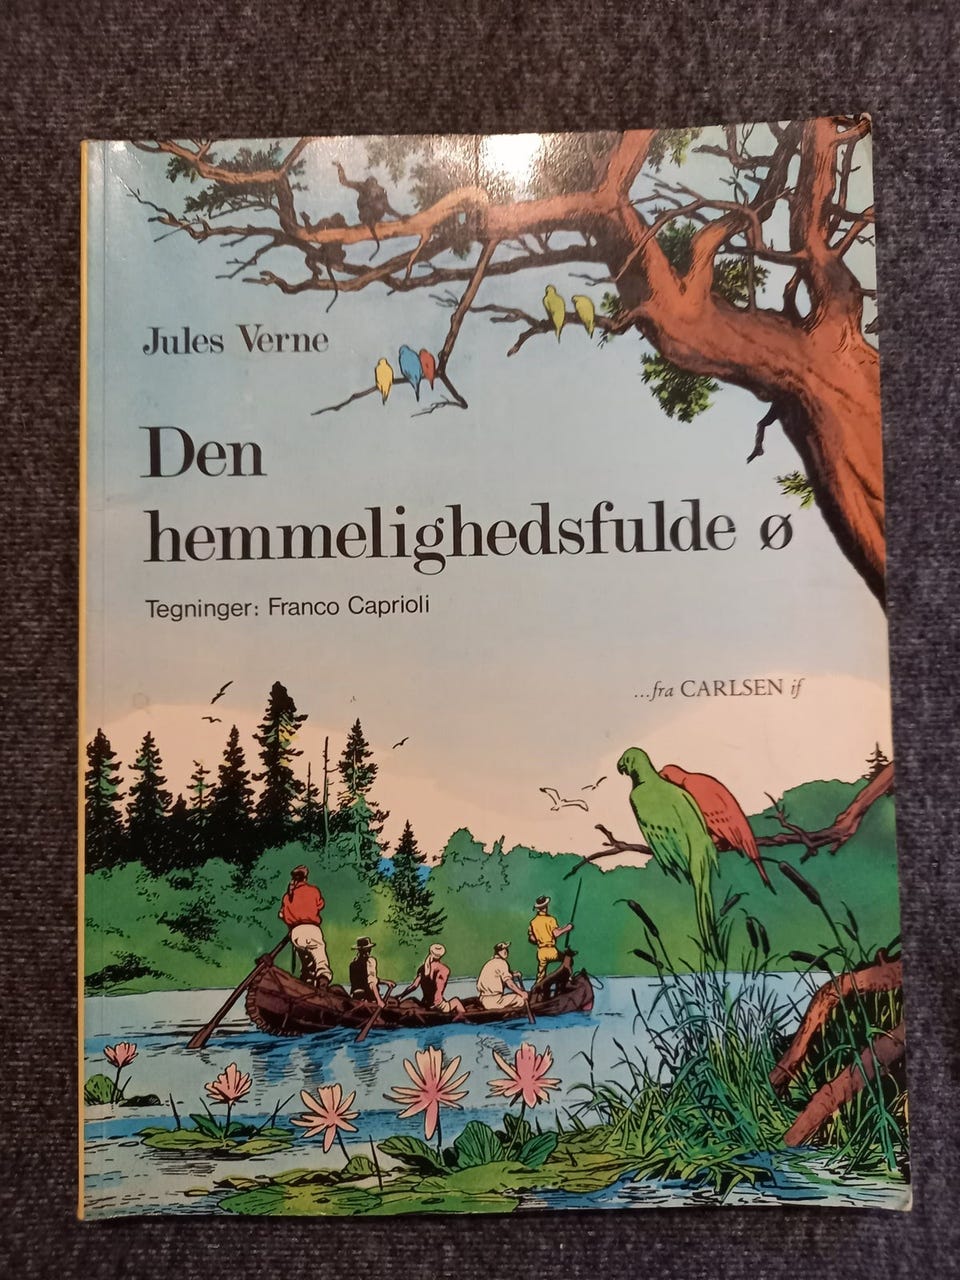 Jules Verne
Den
hemmelighedsfulde ø
Tegninger: Franco Caprioli
...fra CARLSEN if